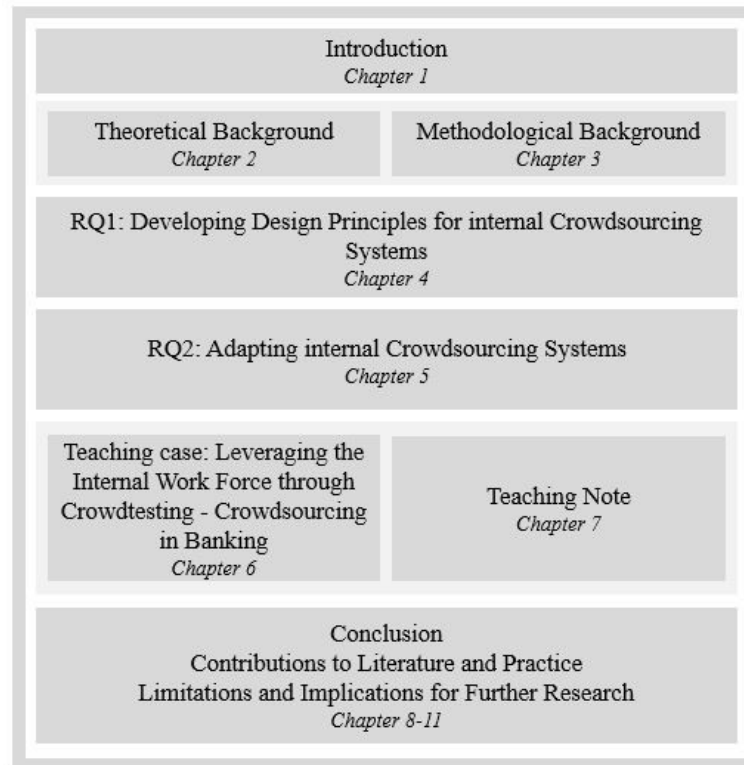 Introduction
Chapter 1
Theoretical Background
Chapter 2
Methodological Background
Chapter 3
RQ1: Developing Design Principles for internal Crowdsourcing
Systems
Chapter 4
RQ2: Adapting internal Crowdsourcing Systems
Chapter 5
Teaching case: Leveraging the
Internal Work Force through
Crowdtesting - Crowdsourcing
in Banking
Chapter 6
Teaching Note
Chapter 7
Conclusion
Contributions to Literature and Practice
Limitations and Implications for Further Research
Chapter 8-11